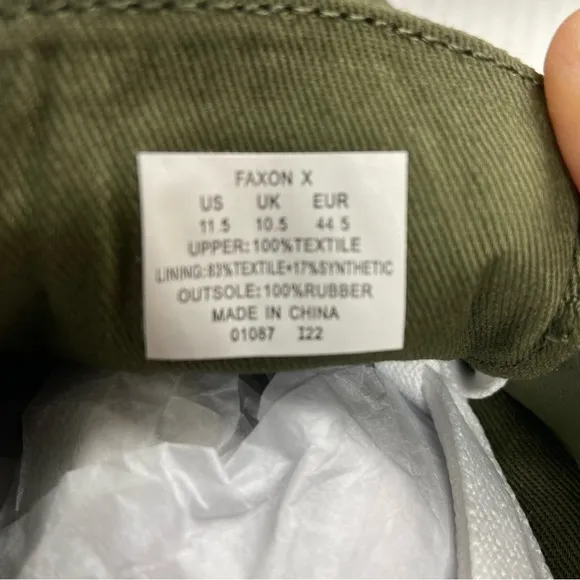 FAXON X
US UK EUR
11.5 10.5 44.5
UPPER:100%TEXTILE
LINING:83%TEXTILE+17%SYNTHETIC
OUTSOLE:100%RUBBER
MADE IN CHINA
01087 I22